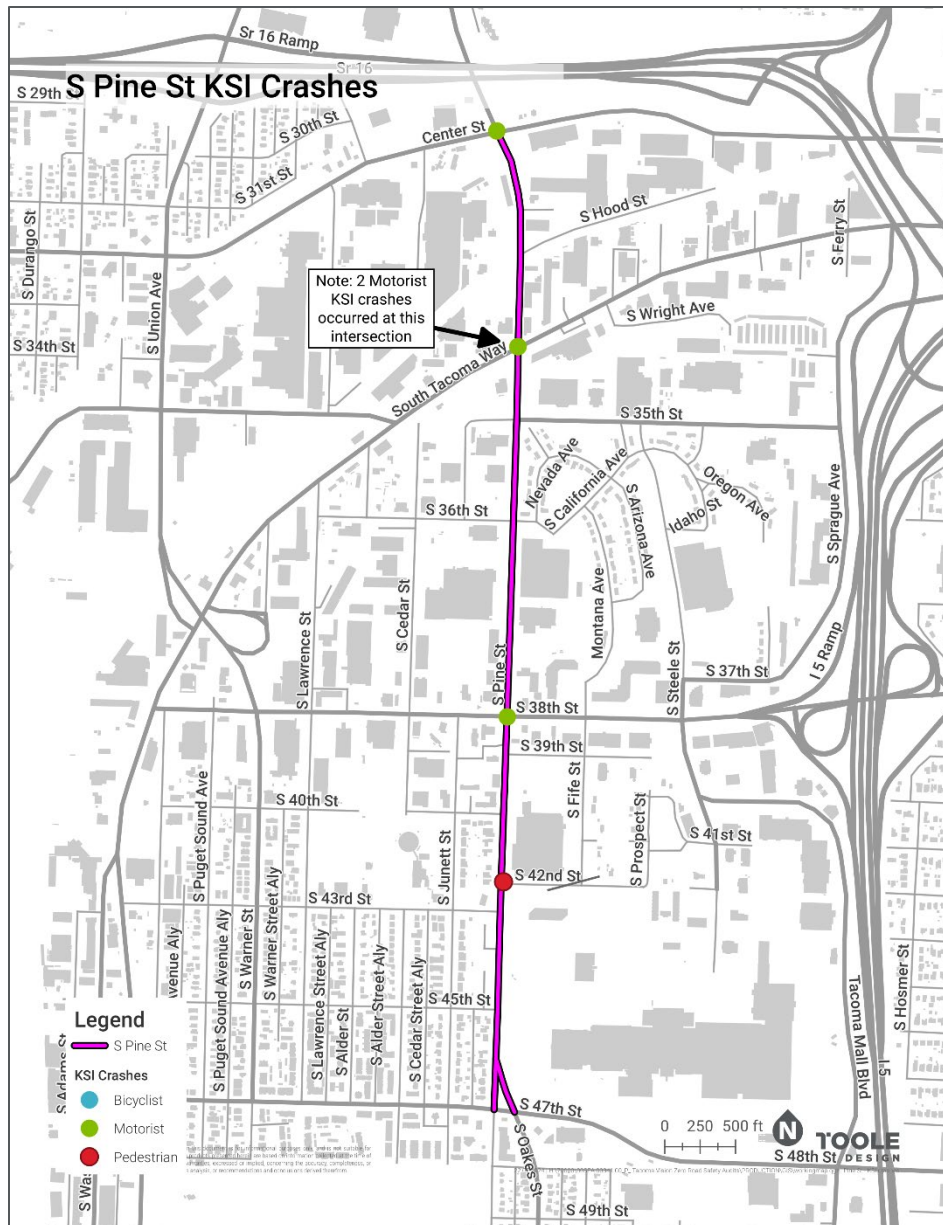 Sr 16 Ramp
Sr 16
S Pine St KSI Crashes
S 29th St
S 30th St
Center St
S 31st St
S Hood St
S Durango St
S Union Ave
S Ferry St
Note: 2 Motorist
KSI crashes
occurred at this
intersection
S Wright Ave
S 34th St
South Tacoma Way
S 35th St
Nevada Ave
S California Ave
Oregon Ave
S Arizona Ave
Idaho St
S Sprague Ave
S 36th St
Montana Ave
S Lawrence St
S Cedar St
S Pine St
S Steele St
S 37th St
I 5 Ramp
S 38th St
S 39th St
S Puget Sound Ave
S 40th St
S Fife St
S Prospect St
S 41st St
S Junett St
S 42nd St
S 43rd St
Avenue Aly
S Puget Sound Avenue Aly
S Warner St
S Warner Street Aly
S Lawrence Street Aly
S Alder St
S Alder Street Aly
S Cedar Street Aly
S 45th St
Tacoma Mall Blvd
I 5
S Hosmer St
S Adams St
Legend
S Pine St
KSI Crashes
Bicyclist
Motorist
Pedestrian
S Was
S 47th St
S Oakes St
0 250 500 ft
N
TOOLE
DESIGN
S 48th St
S 49th St